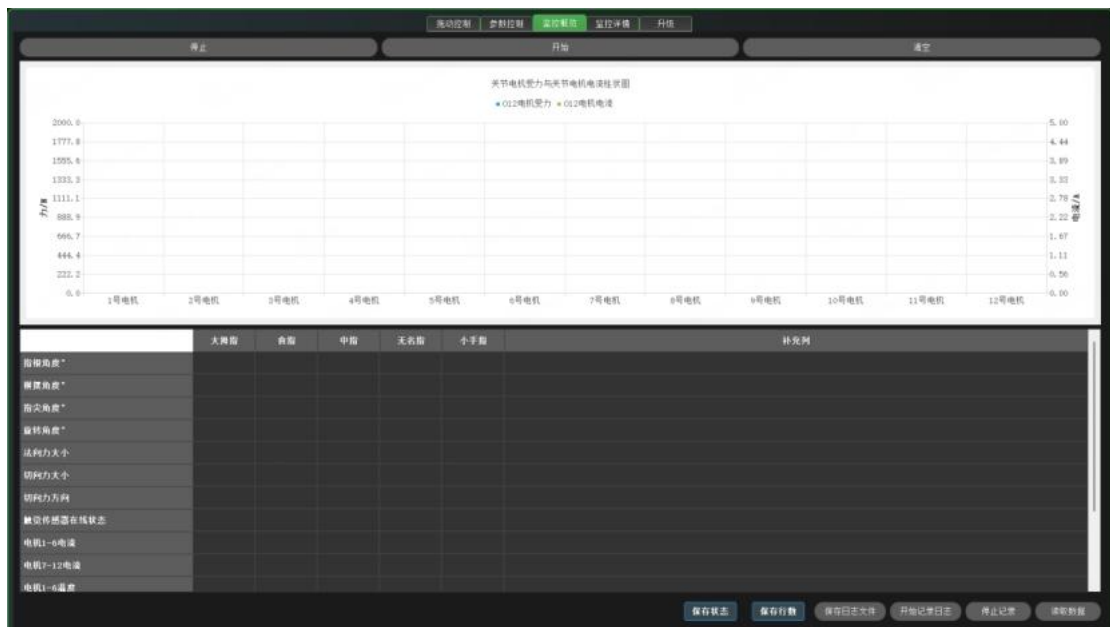 拖动控制 参数控制 监控概览 监控详情 升级
停止 开始 清空
关节电机受力与关节电机电流柱状图
O12电机受力 O12电机电流
2000.0 5.00
1777.8 4.44
1555.6 3.89
1333.3 3.33
1111.1 2.78
888.9 2.22
666.7 1.67
444.4 1.11
222.2 0.56
0.0 0.00
力/N
电流/A
1号电机 2号电机 3号电机 4号电机 5号电机 6号电机 7号电机 8号电机 9号电机 10号电机 11号电机 12号电机
大拇指 食指 中指 无名指 小手指 补充列
指根角度°
侧摆角度°
指尖角度°
旋转角度°
法向力大小
切向力大小
切向力方向
触觉传感器在线状态
电机1-6电流
电机7-12电流
电机1-6温度
保存状态 保存行数 保存日志文件 开始记录日志 停止记录 读取数据